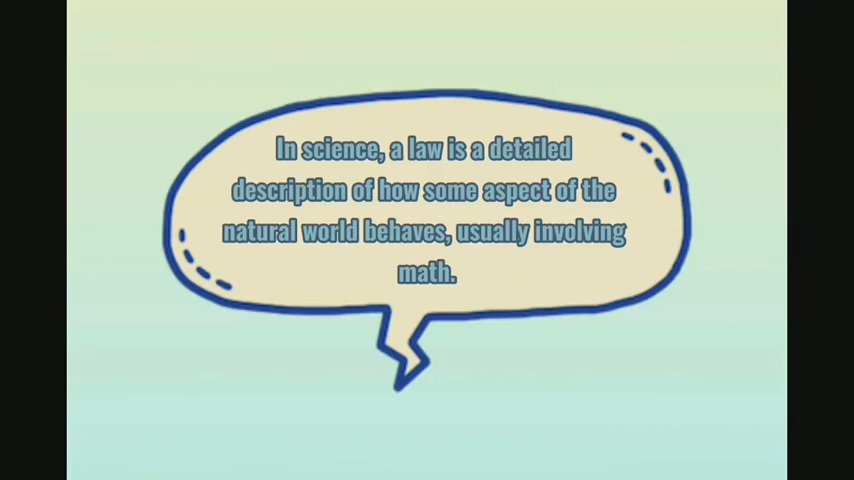 In science, a law is a detailed
description of how some aspect of the
natural world behaves, usually involving
math.